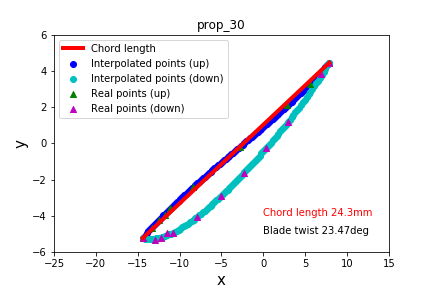 prop_30
Chord length
Interpolated points (up)
Interpolated points (down)
Real points (up)
Real points (down)
6
4
2
0
−2
−4
−6
y
Chord length 24.3mm
Blade twist 23.47deg
−25 −20 −15 −10 −5 0 5 10 15
x